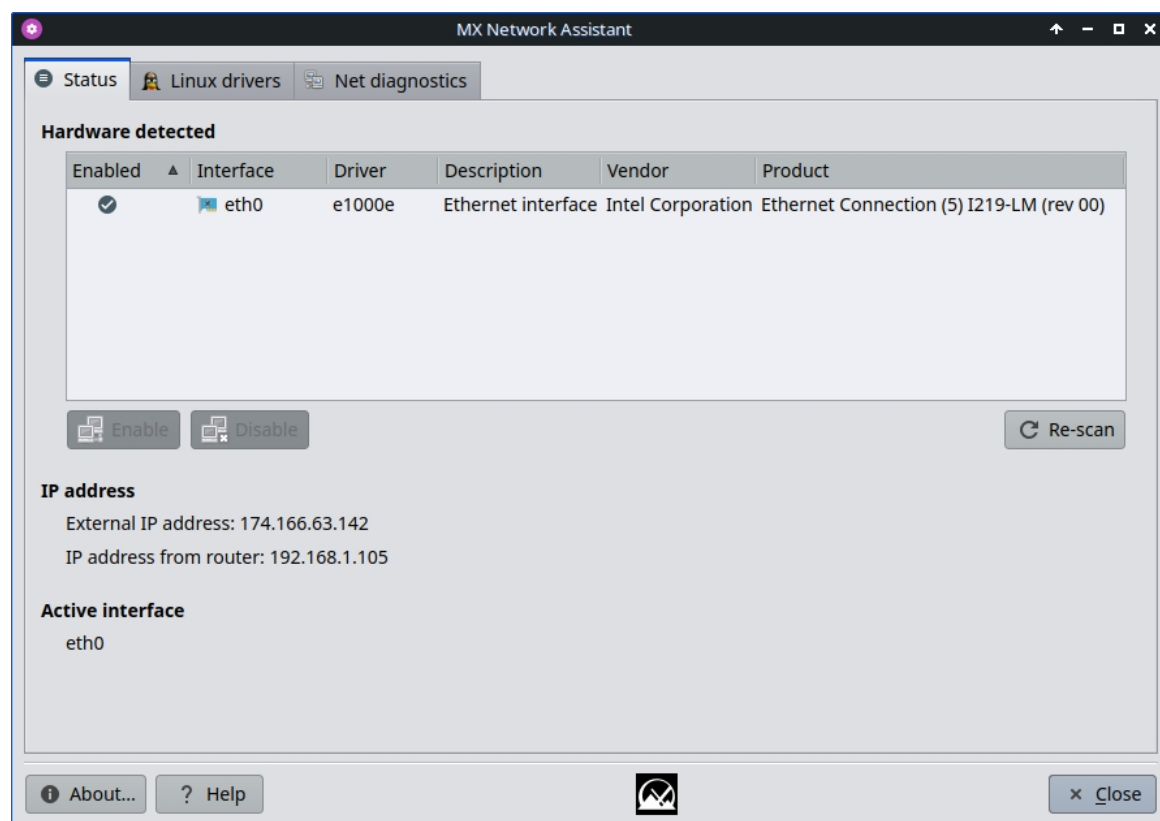 MX Network Assistant
Status Linux drivers Net diagnostics
Hardware detected
Enabled Interface Driver Description Vendor Product
eth0 e1000e Ethernet interface Intel Corporation Ethernet Connection (5) I219-LM (rev 00)
Enable Disable Re-scan
IP address
External IP address: 174.166.63.142
IP address from router: 192.168.1.105
Active interface
eth0
About... ? Help Close